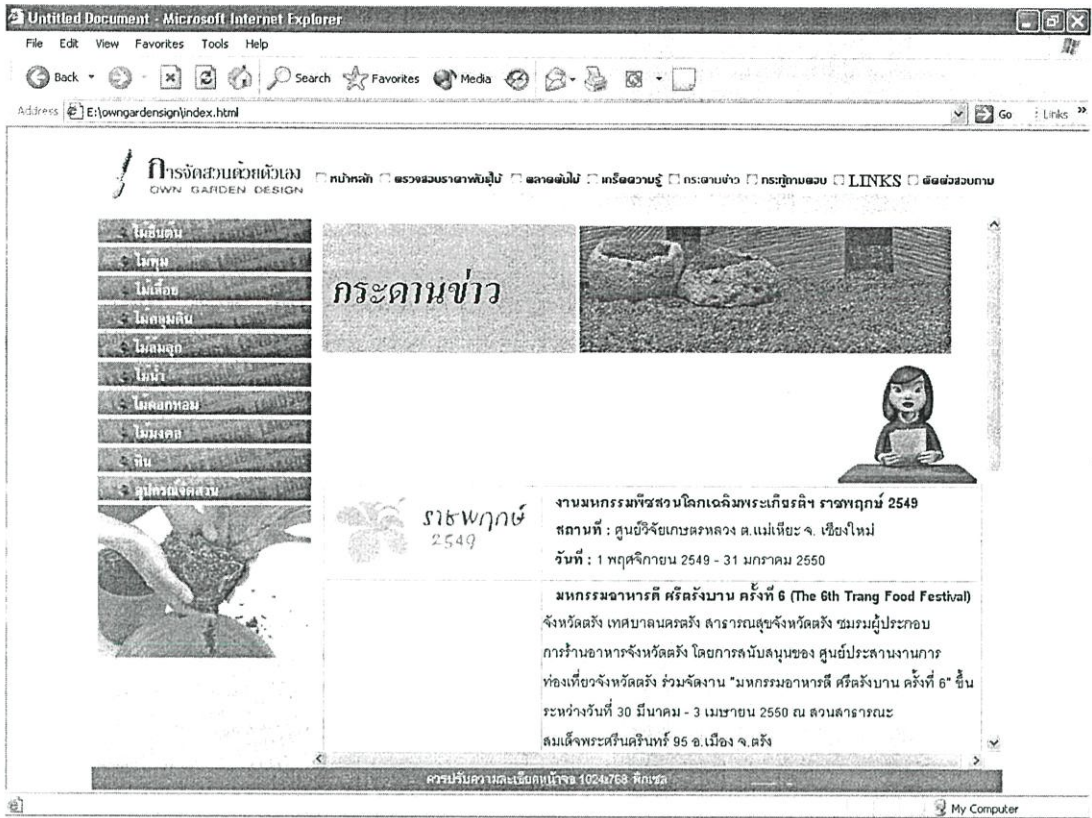 Untitled Document - Microsoft Internet Explorer
File Edit View Favorites Tools Help
Back Search Favorites Media
Address E:\owngardensign\index.html Go Links »
การจัดสวนด้วยตัวเอง
OWN GARDEN DESIGN
หน้าหลัก ตรวจสอบราคาพันธุ์ไม้ ตลาดต้นไม้ เกร็ดความรู้ กระดานข่าว กระทู้ถามตอบ LINKS ติดต่อสอบถาม
ไม้ยืนต้น
ไม้พุ่ม
ไม้เลื้อย
ไม้คลุมดิน
ไม้ล้มลุก
ไม้น้ำ
ไม้ดอกหอม
ไม้มงคล
หิน
อุปกรณ์จัดสวน
กระดานข่าว
ราชพฤกษ์
2549
งานมหกรรมพืชสวนโลกเฉลิมพระเกียรติฯ ราชพฤกษ์ 2549
สถานที่ : ศูนย์วิจัยเกษตรหลวง ต.แม่เหียะ จ. เชียงใหม่
วันที่ : 1 พฤศจิกายน 2549 - 31 มกราคม 2550
มหกรรมอาหารดี ศรีตรังบาน ครั้งที่ 6 (The 6th Trang Food Festival)
จังหวัดตรัง เทศบาลนครตรัง สาธารณสุขจังหวัดตรัง ชมรมผู้ประกอบ
การร้านอาหารจังหวัดตรัง โดยการสนับสนุนของ ศูนย์ประสานงานการ
ท่องเที่ยวจังหวัดตรัง ร่วมจัดงาน "มหกรรมอาหารดี ศรีตรังบาน ครั้งที่ 6" ขึ้น
ระหว่างวันที่ 30 มีนาคม - 3 เมษายน 2550 ณ สวนสาธารณะ
สมเด็จพระศรีนครินทร์ 95 อ.เมือง จ.ตรัง
ควรปรับความละเอียดหน้าจอ 1024x768 พิกเซล
My Computer